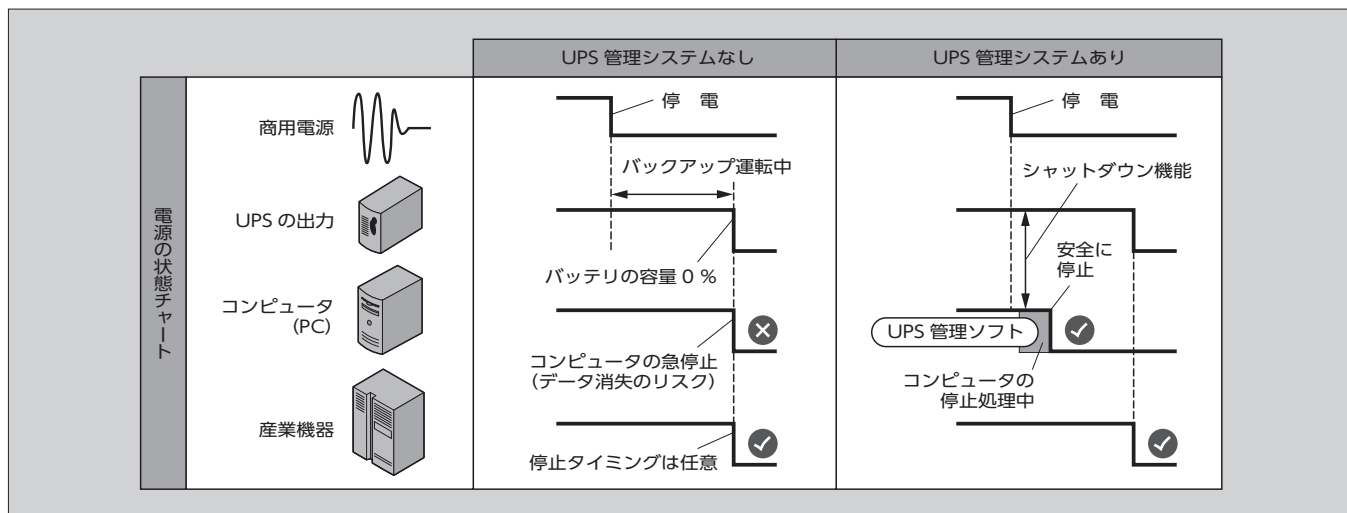 UPS 管理システムなし
UPS 管理システムあり
電源の状態チャート
商用電源
停　電
停　電
バックアップ運転中
シャットダウン機能
UPS の出力
バッテリの容量 0 %
安全に
停止
コンピュータ
(PC)
UPS 管理ソフト
コンピュータの急停止
(データ消失のリスク)
コンピュータの
停止処理中
産業機器
停止タイミングは任意